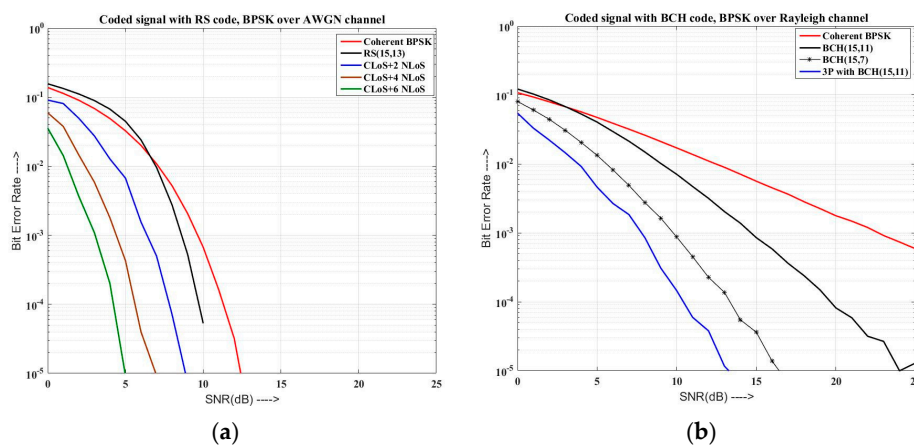 Coded signal with RS code, BPSK over AWGN channel
10^0
10^-1
10^-2
10^-3
10^-4
10^-5
Bit Error Rate ---->
Coherent BPSK
RS(15,13)
CLoS+2 NLoS
CLoS+4 NLoS
CLoS+6 NLoS
0 5 10 15 20 25
SNR(dB) ---->
(a)
Coded signal with BCH code, BPSK over Rayleigh channel
10^0
10^-1
10^-2
10^-3
10^-4
10^-5
Bit Error Rate ---->
Coherent BPSK
BCH(15,11)
BCH(15,7)
3P with BCH(15,11)
0 5 10 15 20 25
SNR(dB) ---->
(b)